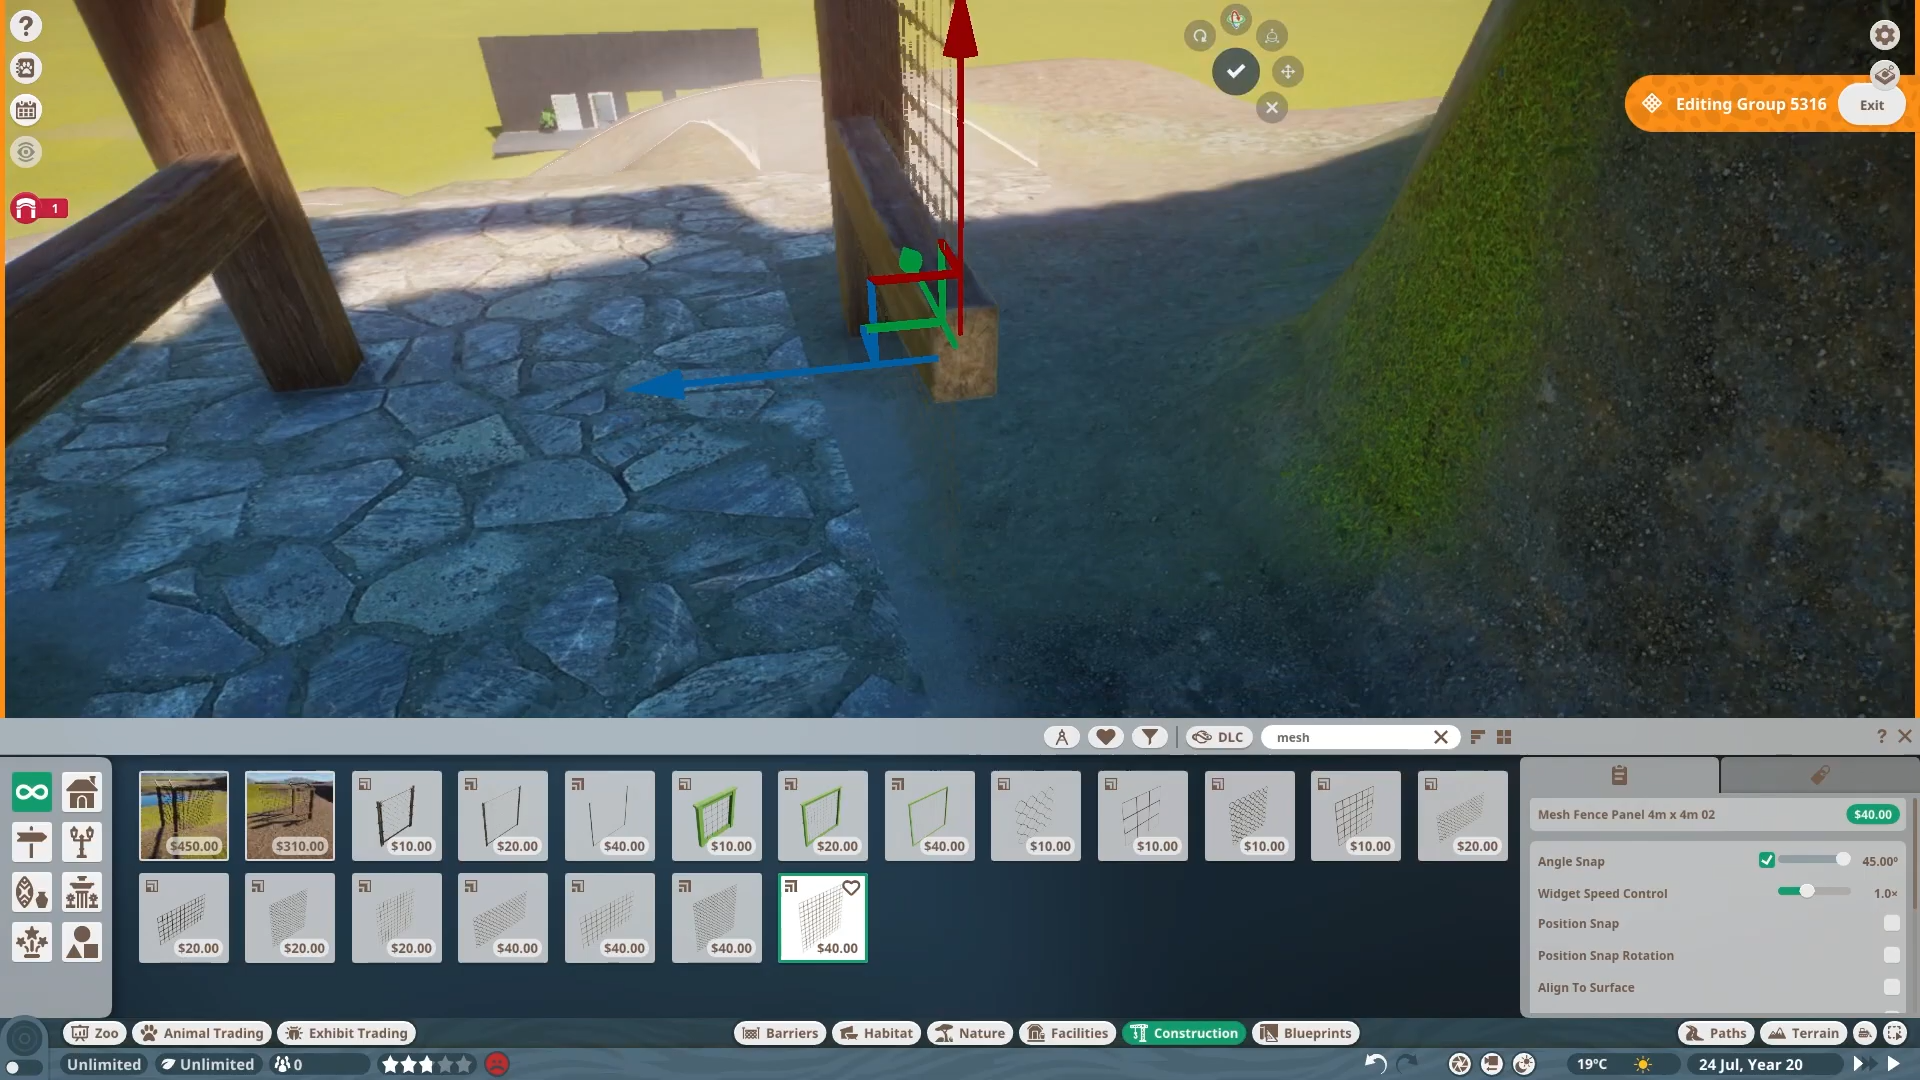 ?
1
Editing Group 5316
Exit
DLC
mesh
?
$450.00
$310.00
$10.00
$20.00
$40.00
$10.00
$20.00
$40.00
$10.00
$10.00
$10.00
$10.00
$20.00
$20.00
$20.00
$20.00
$40.00
$40.00
$40.00
$40.00
Mesh Fence Panel 4m x 4m 02
$40.00
Angle Snap
45.00°
Widget Speed Control
1.0×
Position Snap
Position Snap Rotation
Align To Surface
Zoo
Animal Trading
Exhibit Trading
Barriers
Habitat
Nature
Facilities
Construction
Blueprints
Paths
Terrain
Unlimited
Unlimited
0
19°C
24 Jul, Year 20